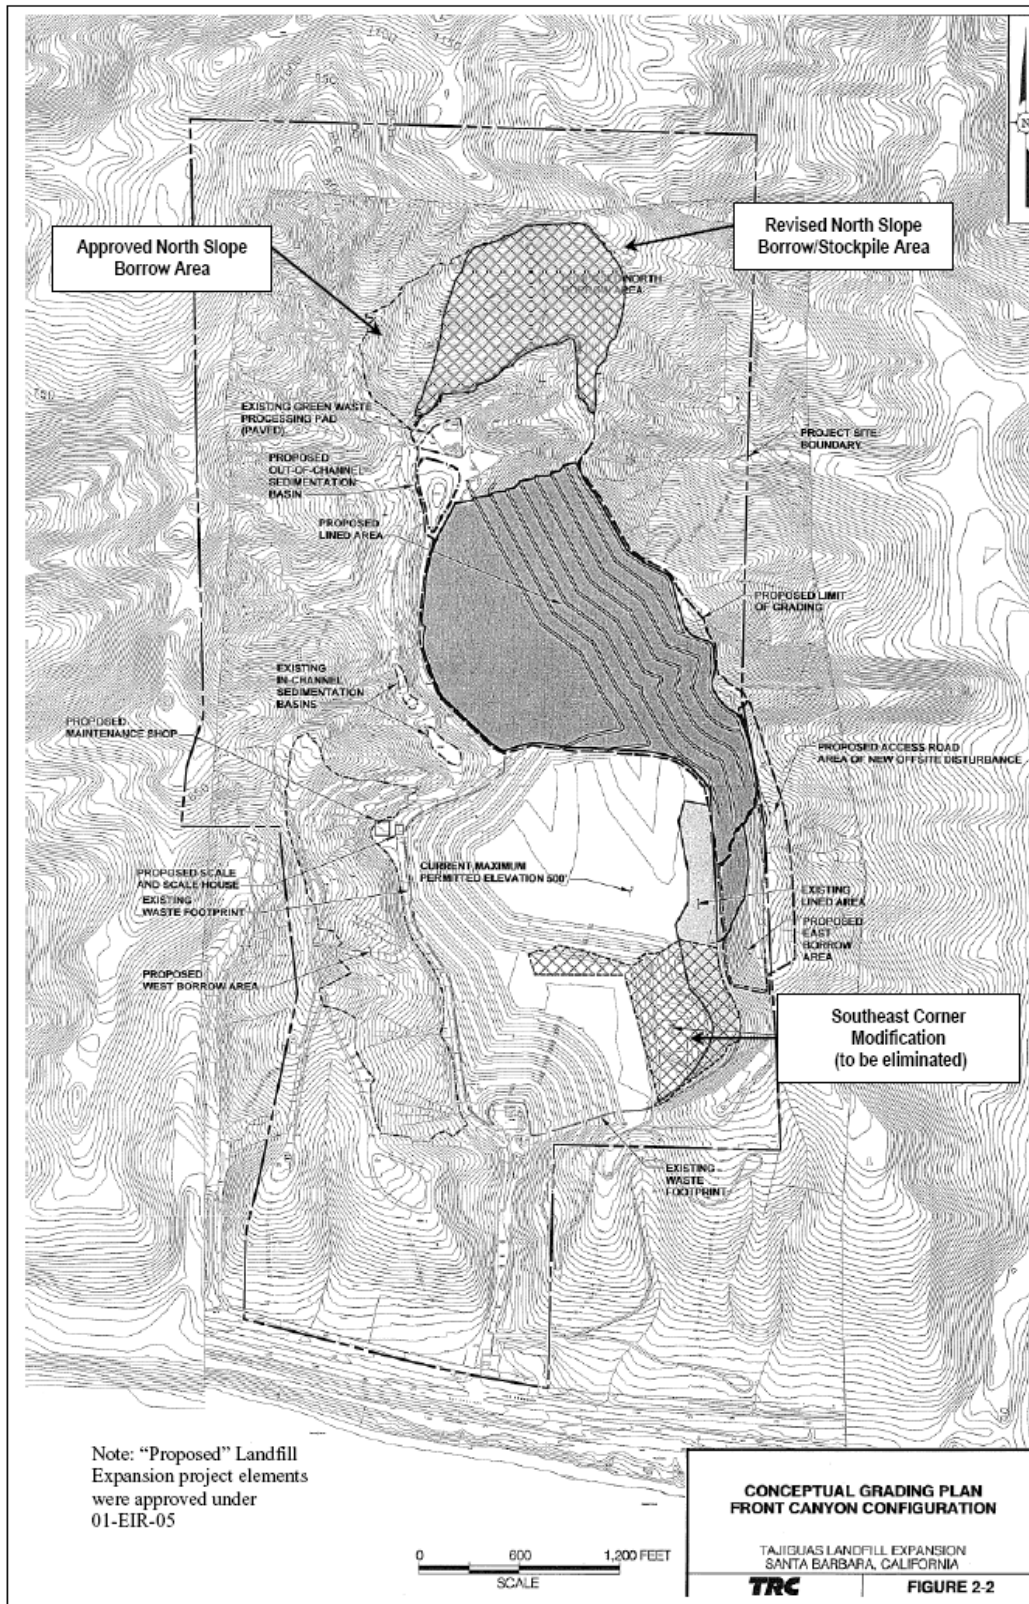 N
Approved North Slope
Borrow Area
Revised North Slope
Borrow/Stockpile Area
EXISTING GREEN WASTE
PROCESSING PAD
(PAVED)
PROPOSED
OUT-OF-CHANNEL
SEDIMENTATION
BASIN
PROJECT SITE
BOUNDARY
PROPOSED
LINED AREA
PROPOSED LIMIT
OF GRADING
EXISTING
IN-CHANNEL
SEDIMENTATION
BASINS
PROPOSED
MAINTENANCE SHOP
PROPOSED ACCESS ROAD
AREA OF NEW OFFSITE DISTURBANCE
PROPOSED SCALE
AND SCALE HOUSE
EXISTING
WASTE FOOTPRINT
CURRENT MAXIMUM
PERMITTED ELEVATION 500'
EXISTING
LINED AREA
PROPOSED
EAST
BORROW
AREA
PROPOSED
WEST BORROW AREA
Southeast Corner
Modification
(to be eliminated)
EXISTING
WASTE
FOOTPRINT
Note: “Proposed” Landfill
Expansion project elements
were approved under
01-EIR-05
0 600 1,200 FEET
SCALE
CONCEPTUAL GRADING PLAN
FRONT CANYON CONFIGURATION
TAJIGUAS LANDFILL EXPANSION
SANTA BARBARA, CALIFORNIA
TRC FIGURE 2-2